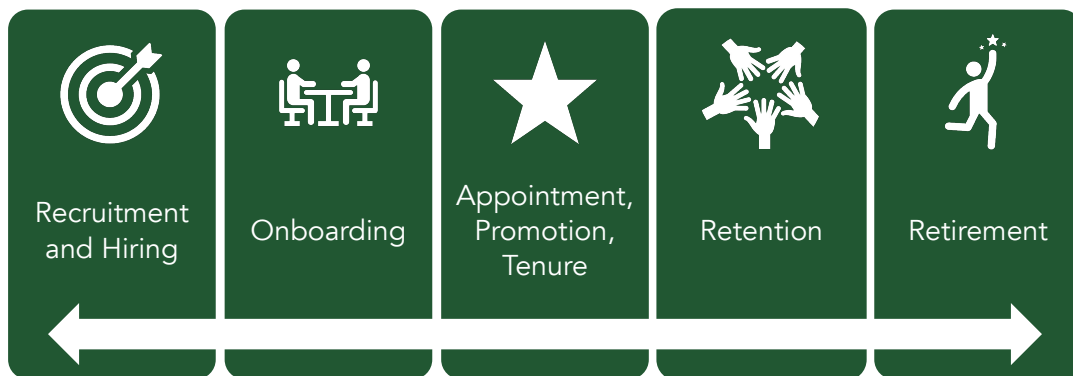 Recruitment
and Hiring
Onboarding
Appointment,
Promotion,
Tenure
Retention
Retirement